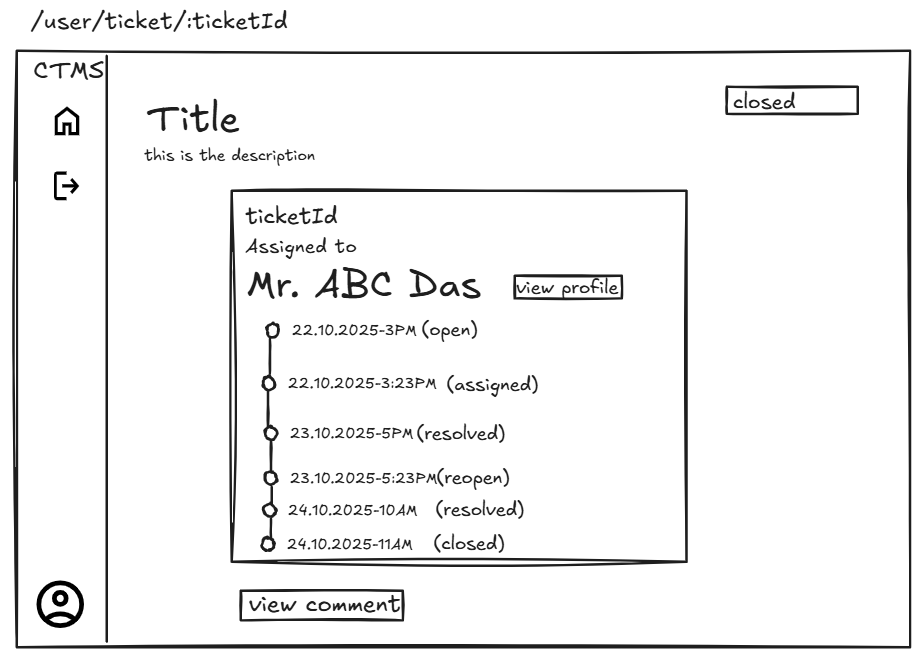 /user/ticket/:ticketId
CTMS
closed
Title
this is the description
ticketId
Assigned to
Mr. ABC Das
view profile
22.10.2025-3PM (open)
22.10.2025-3:23PM (assigned)
23.10.2025-5PM (resolved)
23.10.2025-5:23PM(reopen)
24.10.2025-10AM (resolved)
24.10.2025-11AM (closed)
view comment